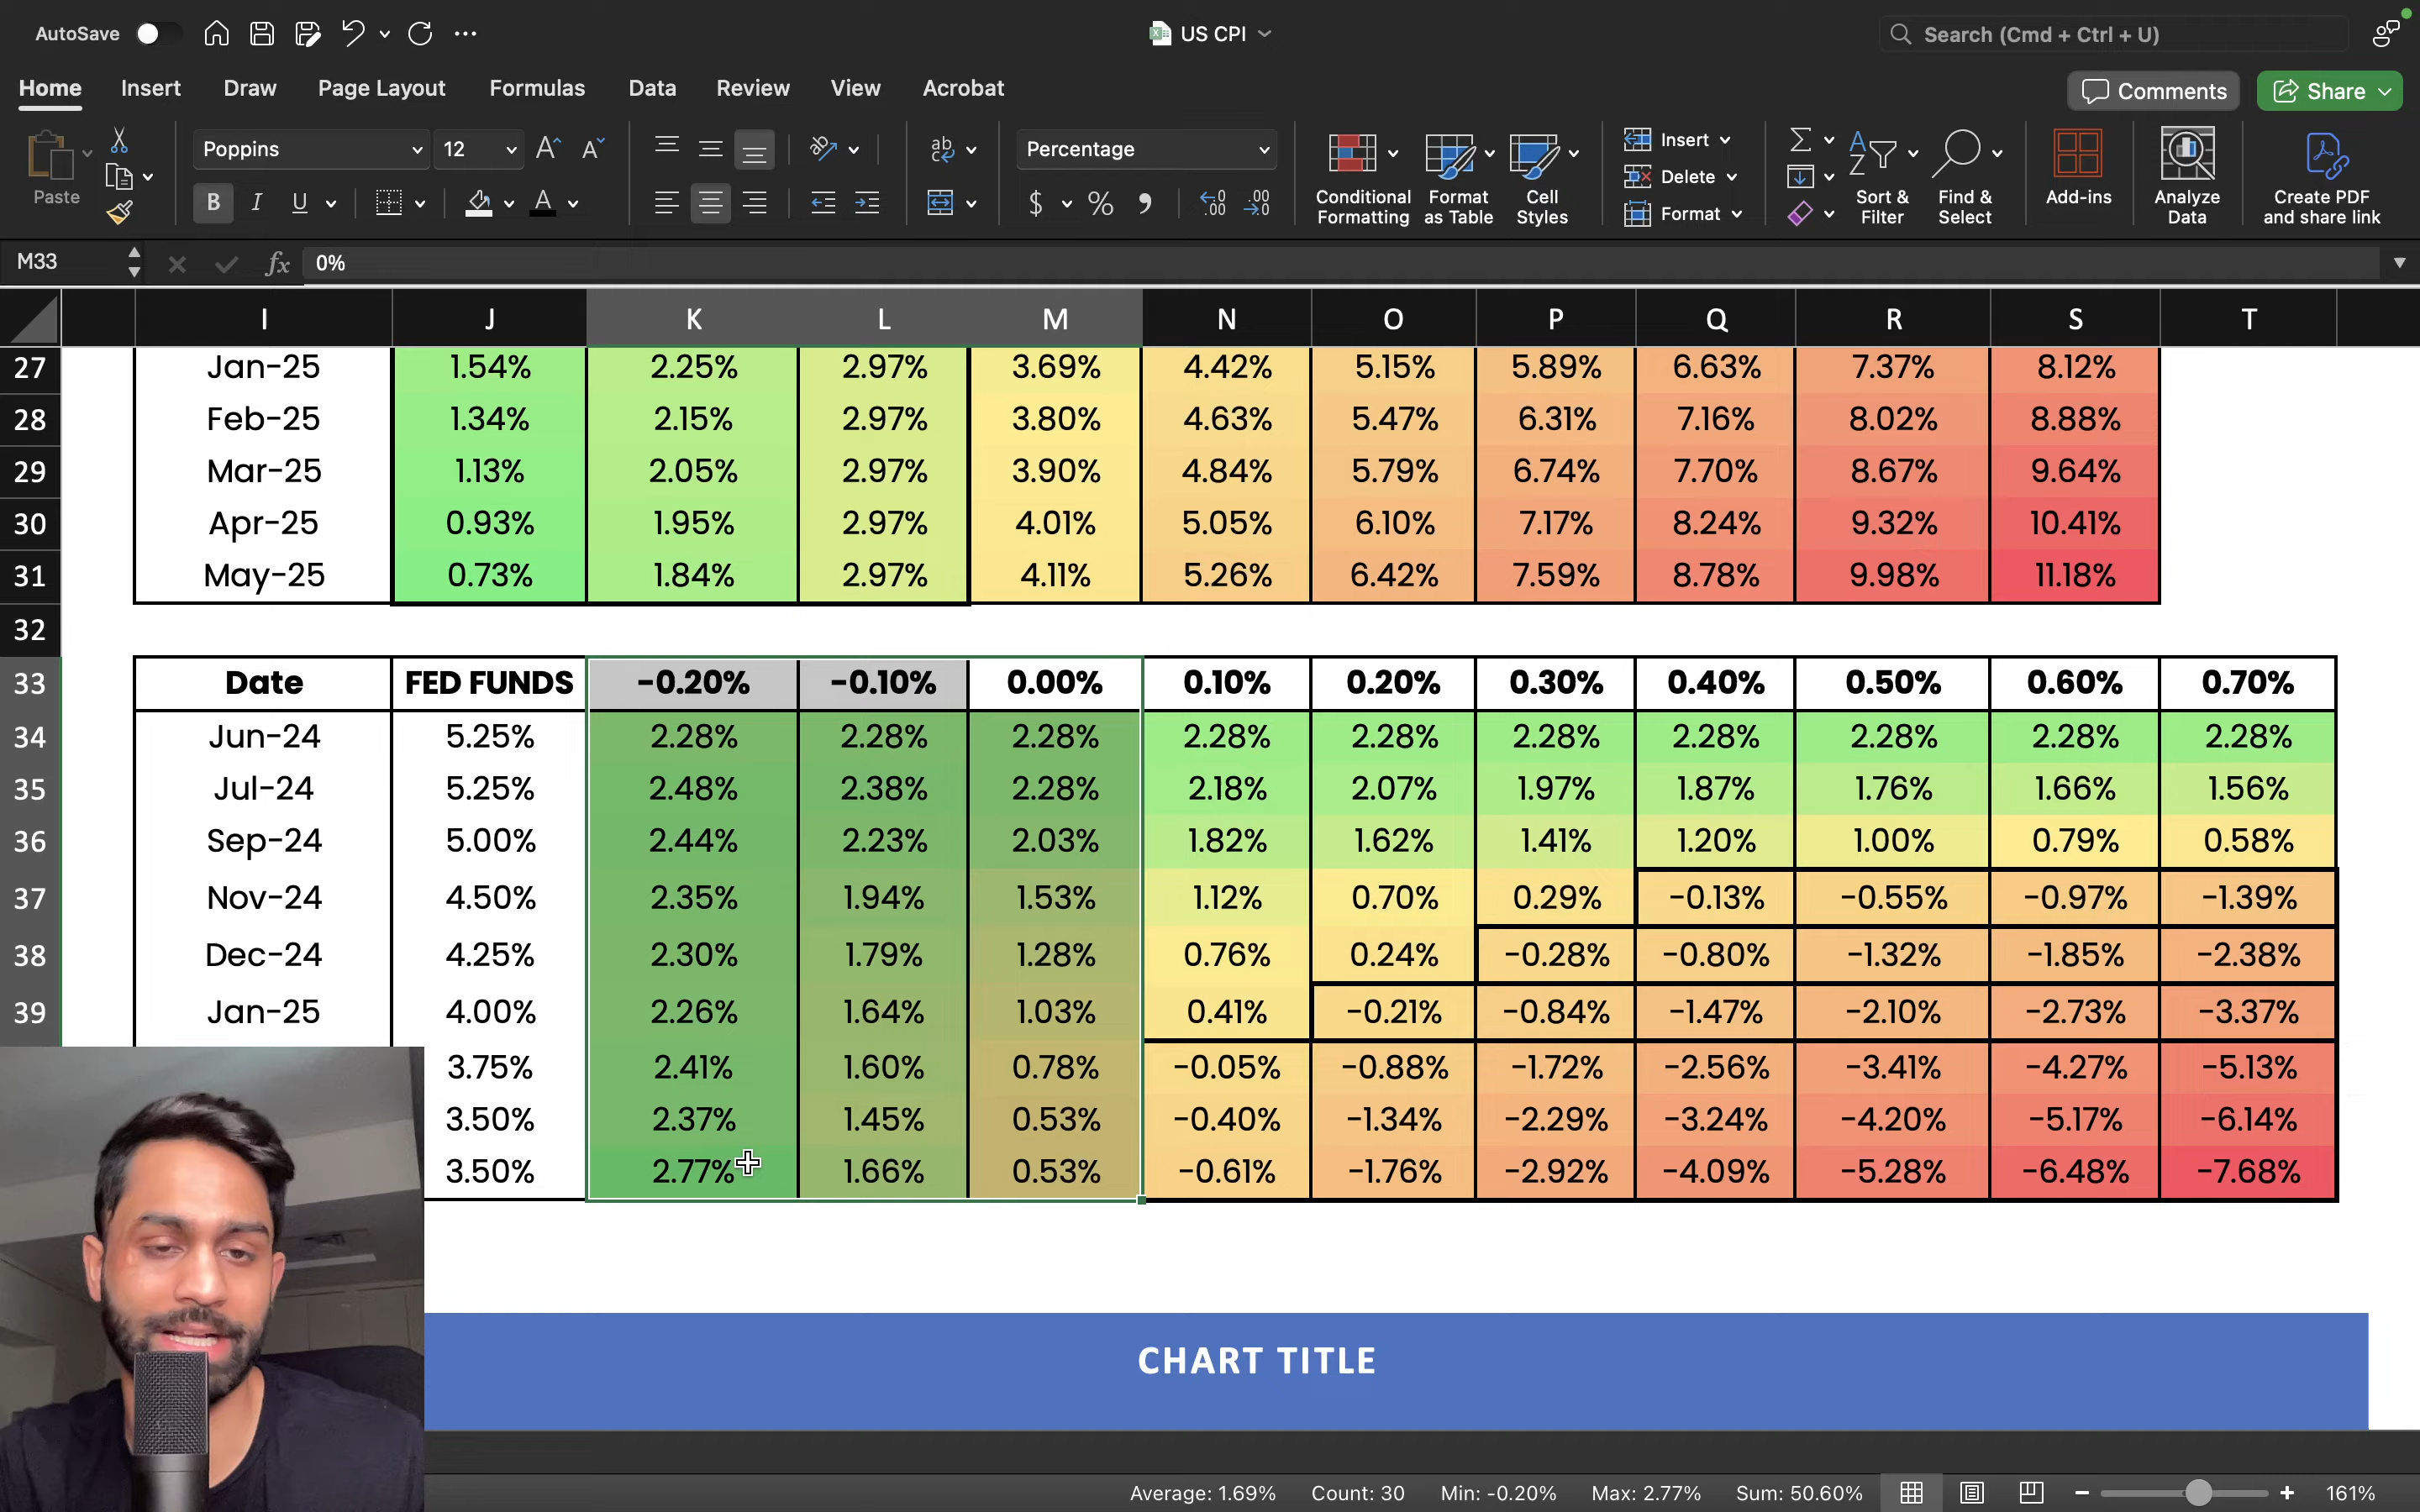 AutoSave US CPI Search (Cmd + Ctrl + U)
Home Insert Draw Page Layout Formulas Data Review View Acrobat Comments Share
Paste Poppins 12 B I U Percentage $ %
Conditional Formatting Format as Table Cell Styles Insert Delete Format Sort & Filter Find & Select Add-ins Analyze Data Create PDF and share link
M33 fx 0%
I J K L M N O P Q R S T
27 Jan-25 1.54% 2.25% 2.97% 3.69% 4.42% 5.15% 5.89% 6.63% 7.37% 8.12%
28 Feb-25 1.34% 2.15% 2.97% 3.80% 4.63% 5.47% 6.31% 7.16% 8.02% 8.88%
29 Mar-25 1.13% 2.05% 2.97% 3.90% 4.84% 5.79% 6.74% 7.70% 8.67% 9.64%
30 Apr-25 0.93% 1.95% 2.97% 4.01% 5.05% 6.10% 7.17% 8.24% 9.32% 10.41%
31 May-25 0.73% 1.84% 2.97% 4.11% 5.26% 6.42% 7.59% 8.78% 9.98% 11.18%
32
33 Date FED FUNDS -0.20% -0.10% 0.00% 0.10% 0.20% 0.30% 0.40% 0.50% 0.60% 0.70%
34 Jun-24 5.25% 2.28% 2.28% 2.28% 2.28% 2.28% 2.28% 2.28% 2.28% 2.28% 2.28%
35 Jul-24 5.25% 2.48% 2.38% 2.28% 2.18% 2.07% 1.97% 1.87% 1.76% 1.66% 1.56%
36 Sep-24 5.00% 2.44% 2.23% 2.03% 1.82% 1.62% 1.41% 1.20% 1.00% 0.79% 0.58%
37 Nov-24 4.50% 2.35% 1.94% 1.53% 1.12% 0.70% 0.29% -0.13% -0.55% -0.97% -1.39%
38 Dec-24 4.25% 2.30% 1.79% 1.28% 0.76% 0.24% -0.28% -0.80% -1.32% -1.85% -2.38%
39 Jan-25 4.00% 2.26% 1.64% 1.03% 0.41% -0.21% -0.84% -1.47% -2.10% -2.73% -3.37%
3.75% 2.41% 1.60% 0.78% -0.05% -0.88% -1.72% -2.56% -3.41% -4.27% -5.13%
3.50% 2.37% 1.45% 0.53% -0.40% -1.34% -2.29% -3.24% -4.20% -5.17% -6.14%
3.50% 2.77% 1.66% 0.53% -0.61% -1.76% -2.92% -4.09% -5.28% -6.48% -7.68%
CHART TITLE
Average: 1.69% Count: 30 Min: -0.20% Max: 2.77% Sum: 50.60% 161%